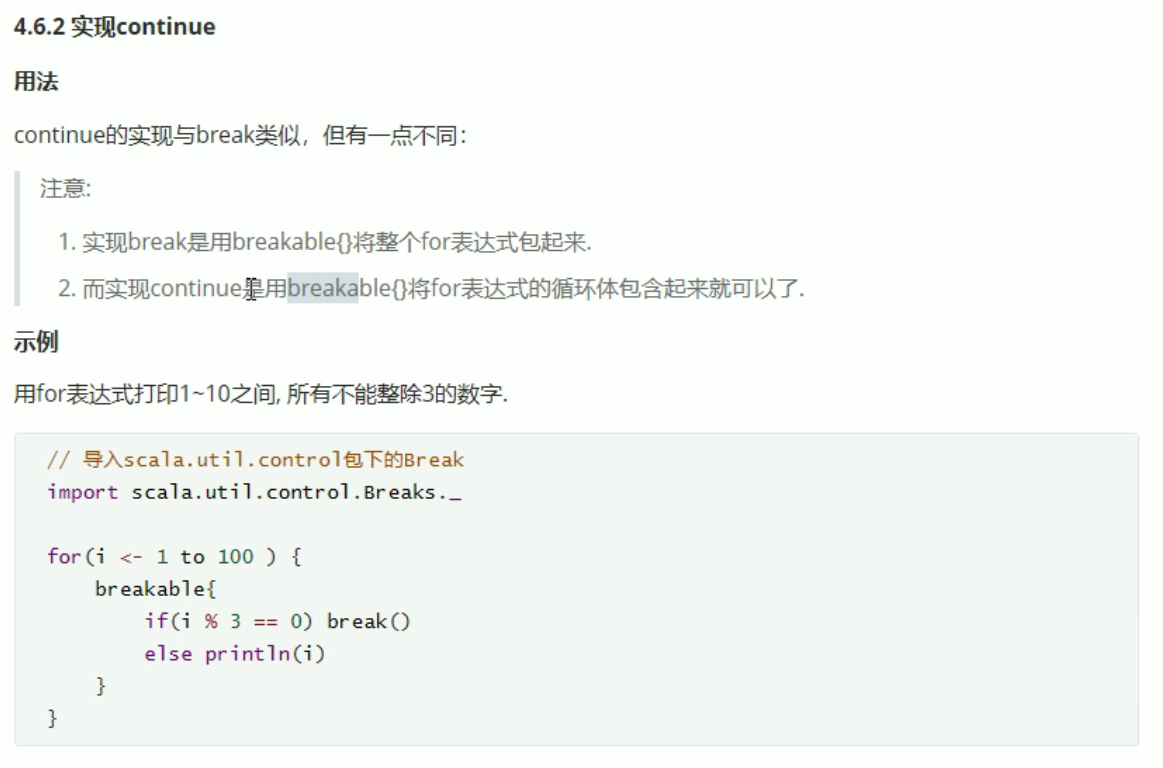 4.6.2 实现continue
用法
continue的实现与break类似，但有一点不同：
注意:
1. 实现break是用breakable{}将整个for表达式包起来.
2. 而实现continue是用breakable{}将for表达式的循环体包含起来就可以了.
示例
用for表达式打印1~10之间, 所有不能整除3的数字.
// 导入scala.util.control包下的Break
import scala.util.control.Breaks._
for(i <- 1 to 100 ) {
    breakable{
        if(i % 3 == 0) break()
        else println(i)
    }
}